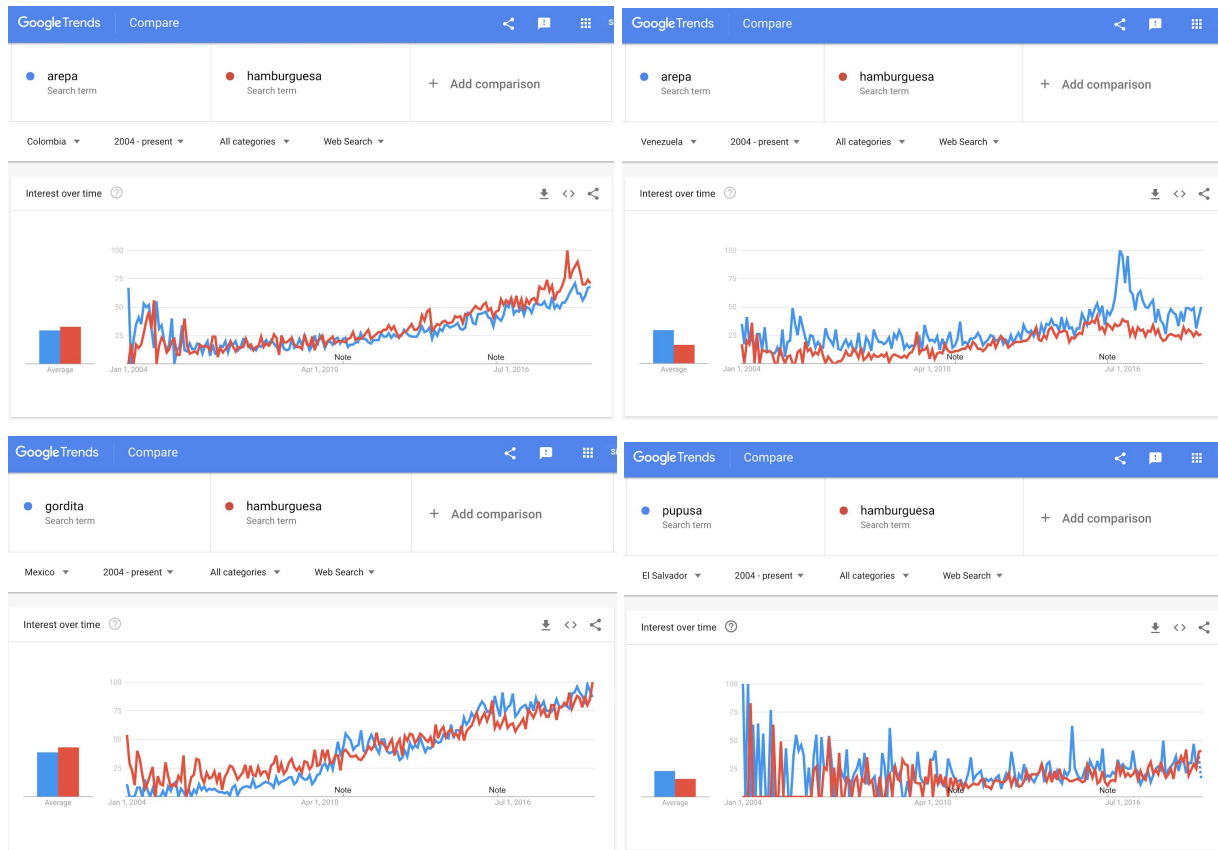 Google Trends Compare
arepa
Search term
hamburguesa
Search term
+ Add comparison
Colombia 2004 - present All categories Web Search
Interest over time
100
75
50
25
Note Note
Average
Jan 1, 2004 Apr 1, 2010 Jul 1, 2016
Google Trends Compare
arepa
Search term
hamburguesa
Search term
+ Add comparison
Venezuela 2004 - present All categories Web Search
Interest over time
100
75
50
25
Note Note
Average
Jan 1, 2004 Apr 1, 2010 Jul 1, 2016
Google Trends Compare
gordita
Search term
hamburguesa
Search term
+ Add comparison
Mexico 2004 - present All categories Web Search
Interest over time
100
75
50
25
Note Note
Average
Jan 1, 2004 Apr 1, 2010 Jul 1, 2016
Google Trends Compare
pupusa
Search term
hamburguesa
Search term
+ Add comparison
El Salvador 2004 - present All categories Web Search
Interest over time
100
75
50
25
Note Note
Average
Jan 1, 2004 Apr 1, 2010 Jul 1, 2016